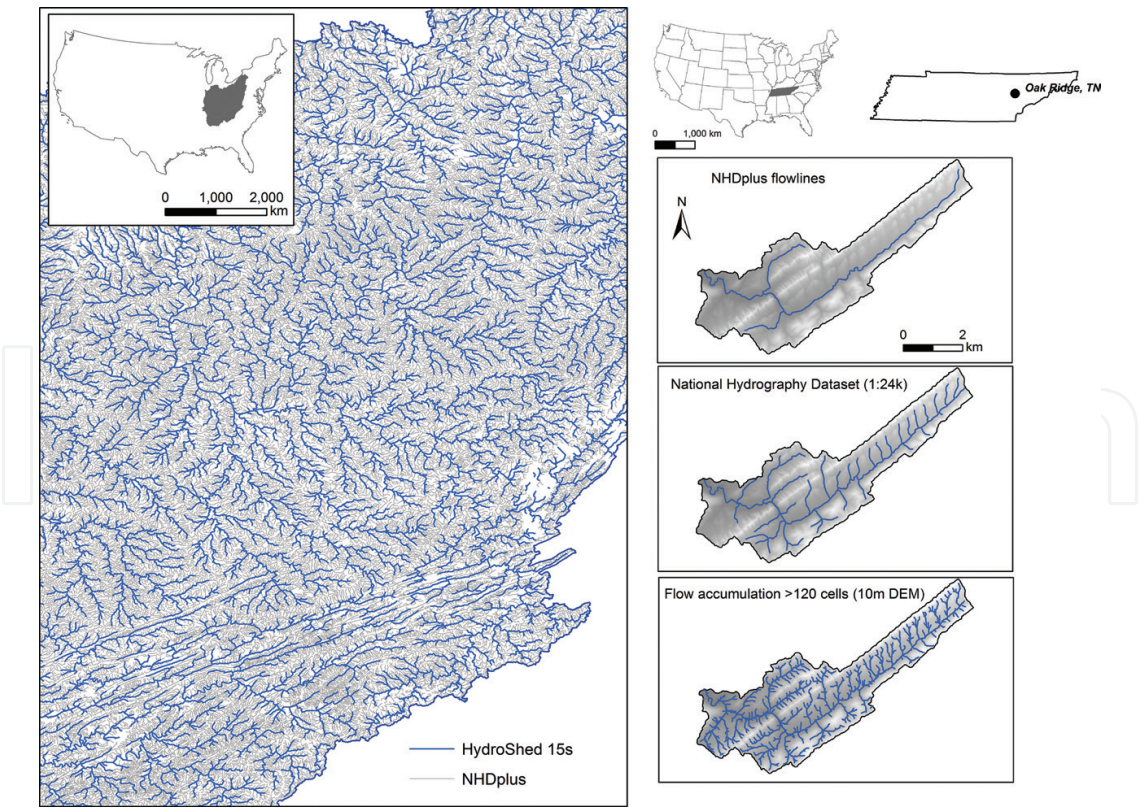 0 1,000 2,000
km
HydroShed 15s
NHDplus
0 1,000 km
Oak Ridge, TN
NHDplus flowlines
N
0 2
km
National Hydrography Dataset (1:24k)
Flow accumulation >120 cells (10m DEM)